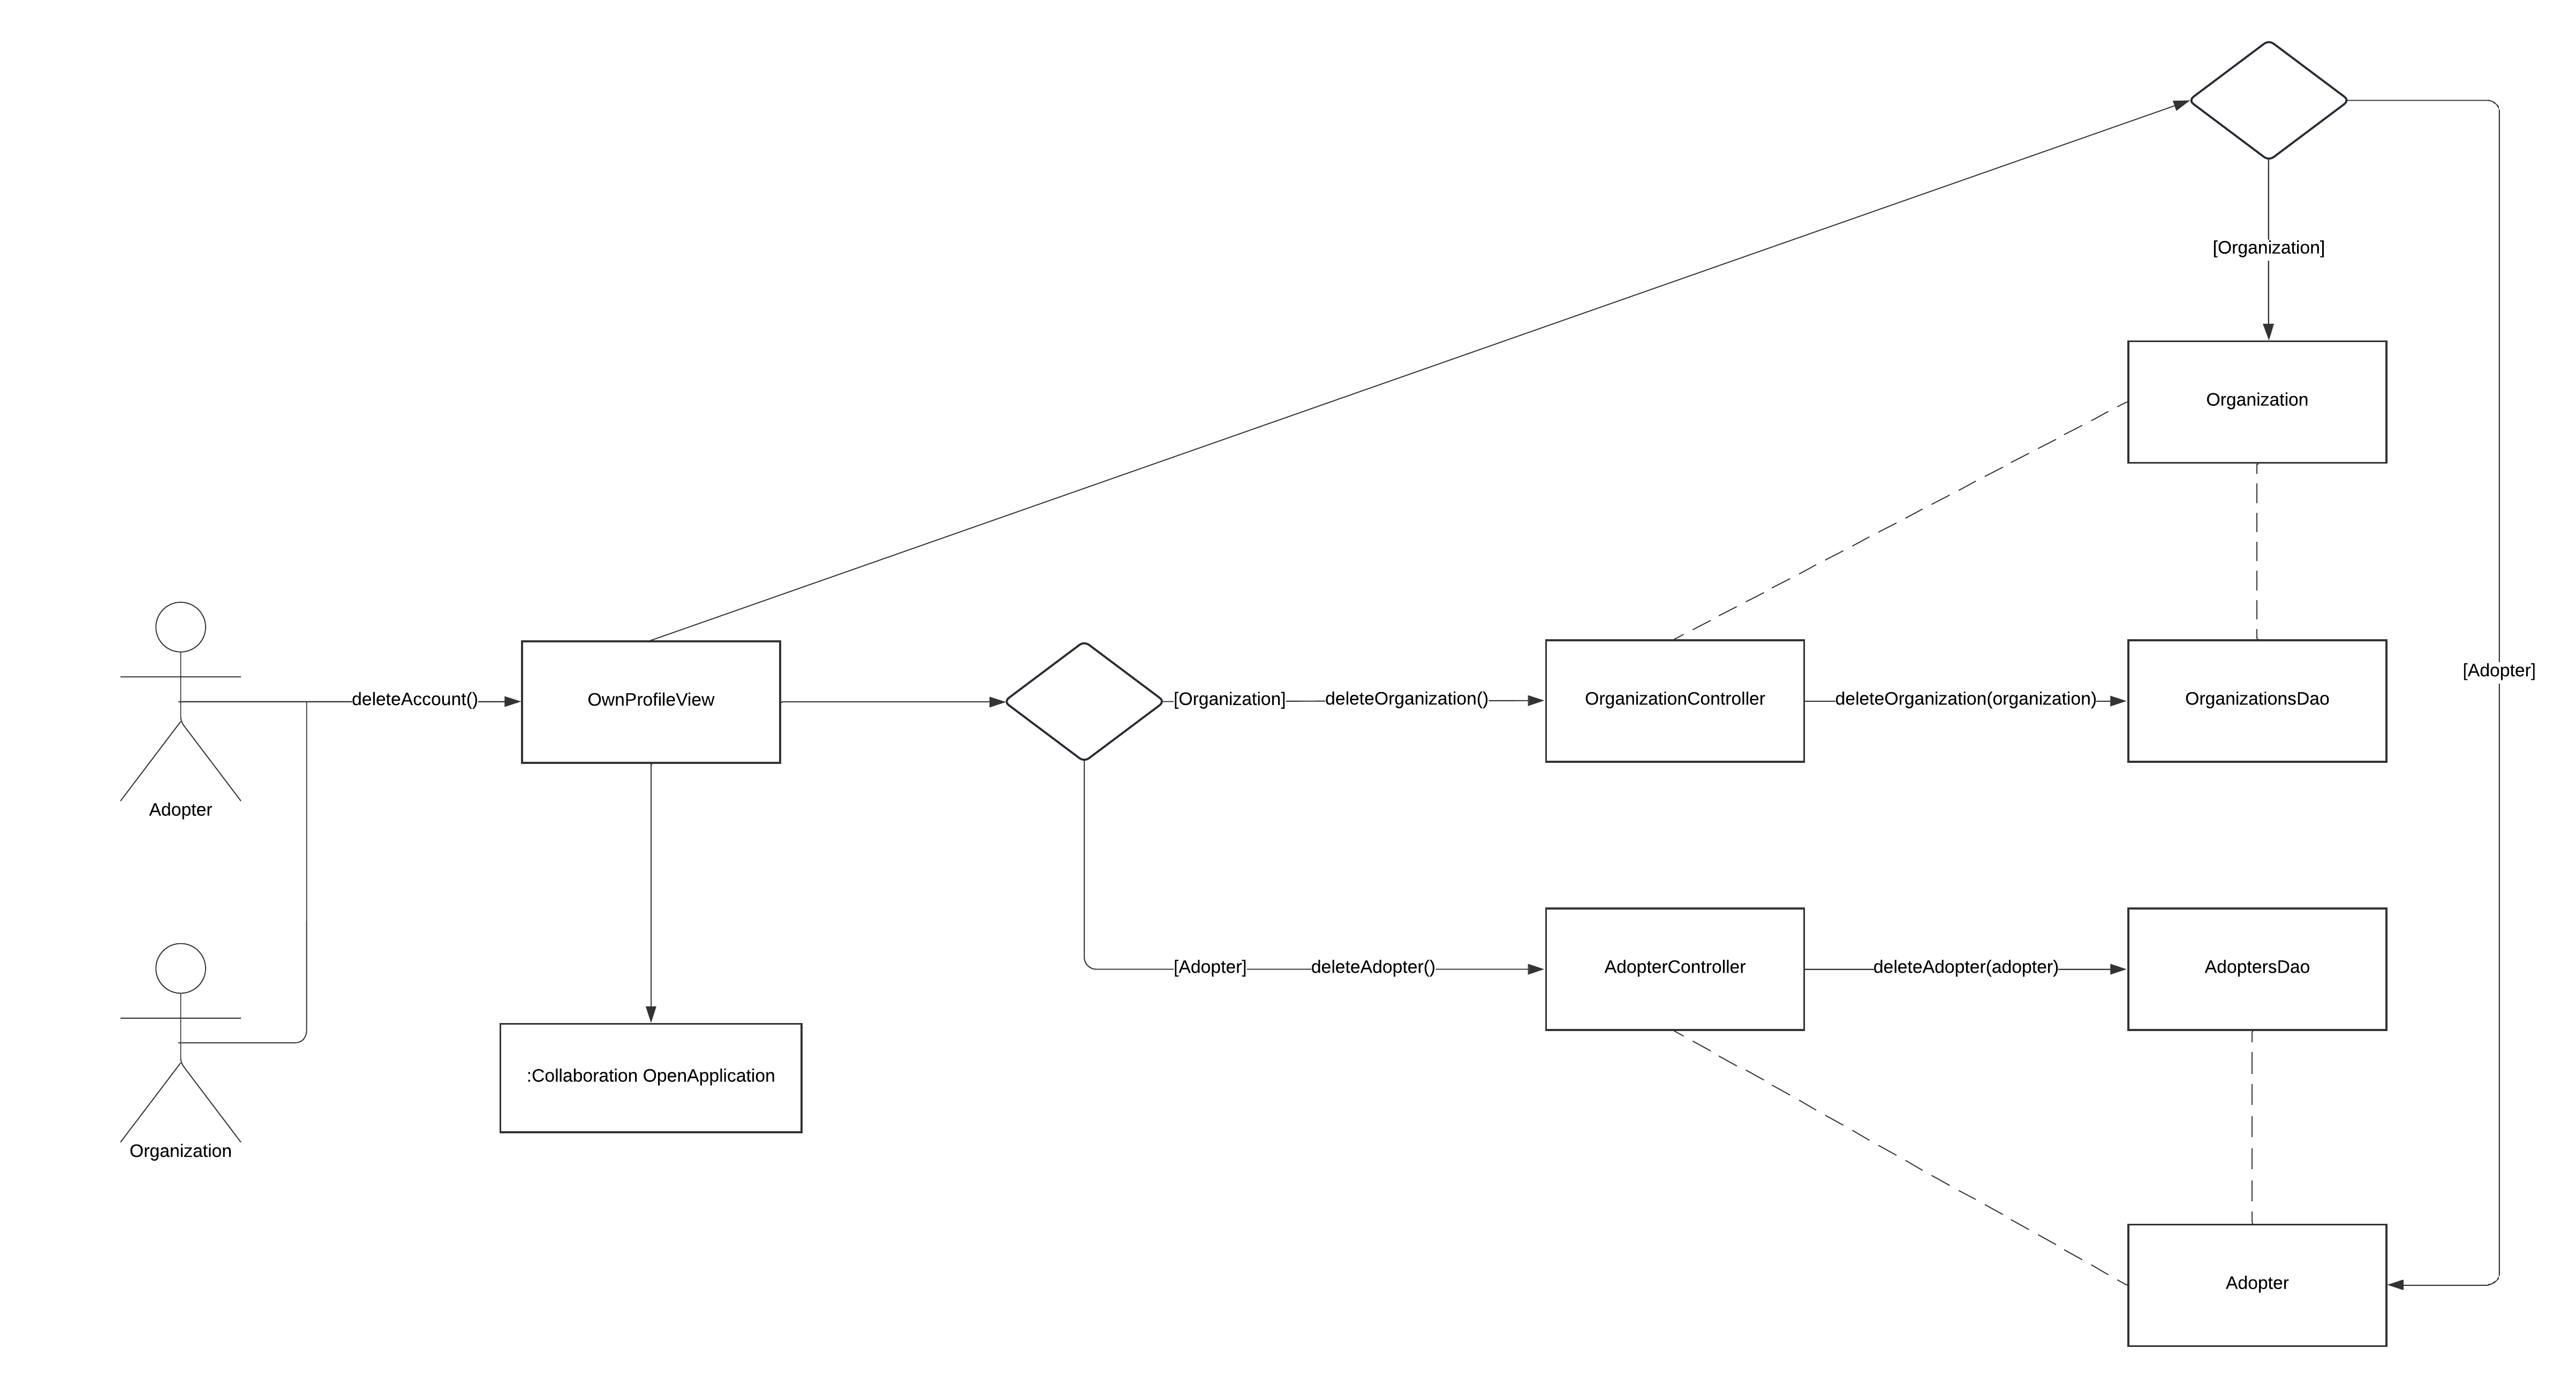 [Organization]
Organization
[Adopter]
deleteAccount()
OwnProfileView
[Organization]
deleteOrganization()
OrganizationController
deleteOrganization(organization)
OrganizationsDao
Adopter
[Adopter]
deleteAdopter()
AdopterController
deleteAdopter(adopter)
AdoptersDao
:Collaboration OpenApplication
Organization
Adopter